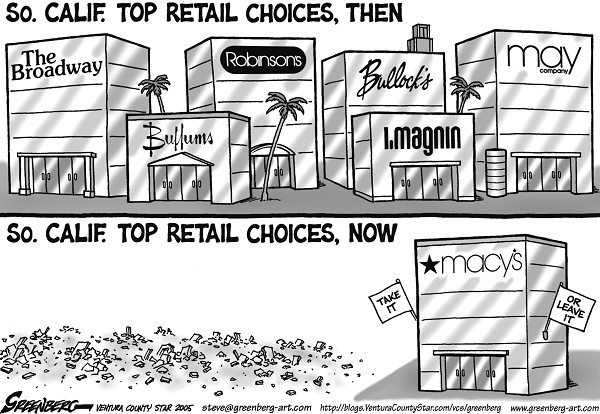 So. CALIF. TOP RETAIL CHOICES, THEN
The
Broadway
Robinson's
Bullock's
may
company
Buffums
I.magnin
So. CALIF. TOP RETAIL CHOICES, NOW
★macy's
TAKE
IT
OR
LEAVE
IT
GREENBERG— VENTURA COUNTY STAR 2005 steve@greenberg-art.com http://blogs.VenturaCountyStar.com/vce/greenberg www.greenberg-art.com